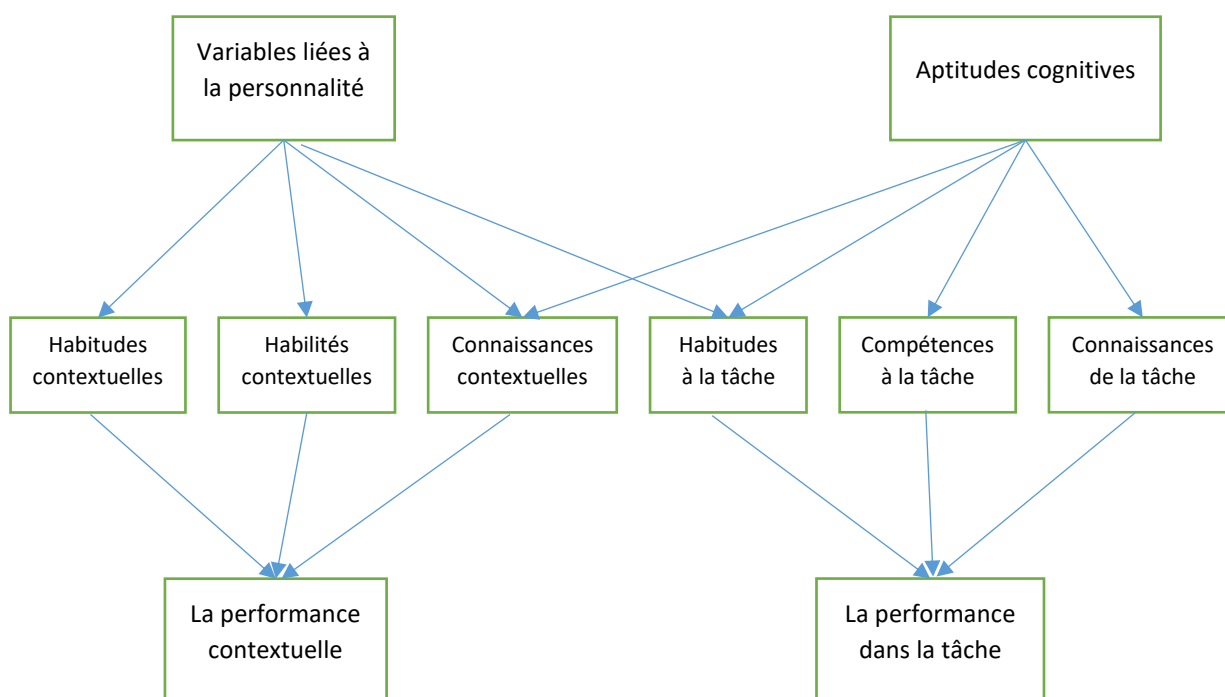 Variables liées à
la personnalité
Aptitudes cognitives
Habitudes
contextuelles
Habilités
contextuelles
Connaissances
contextuelles
Habitudes
à la tâche
Compétences
à la tâche
Connaissances
de la tâche
La performance
contextuelle
La performance
dans la tâche